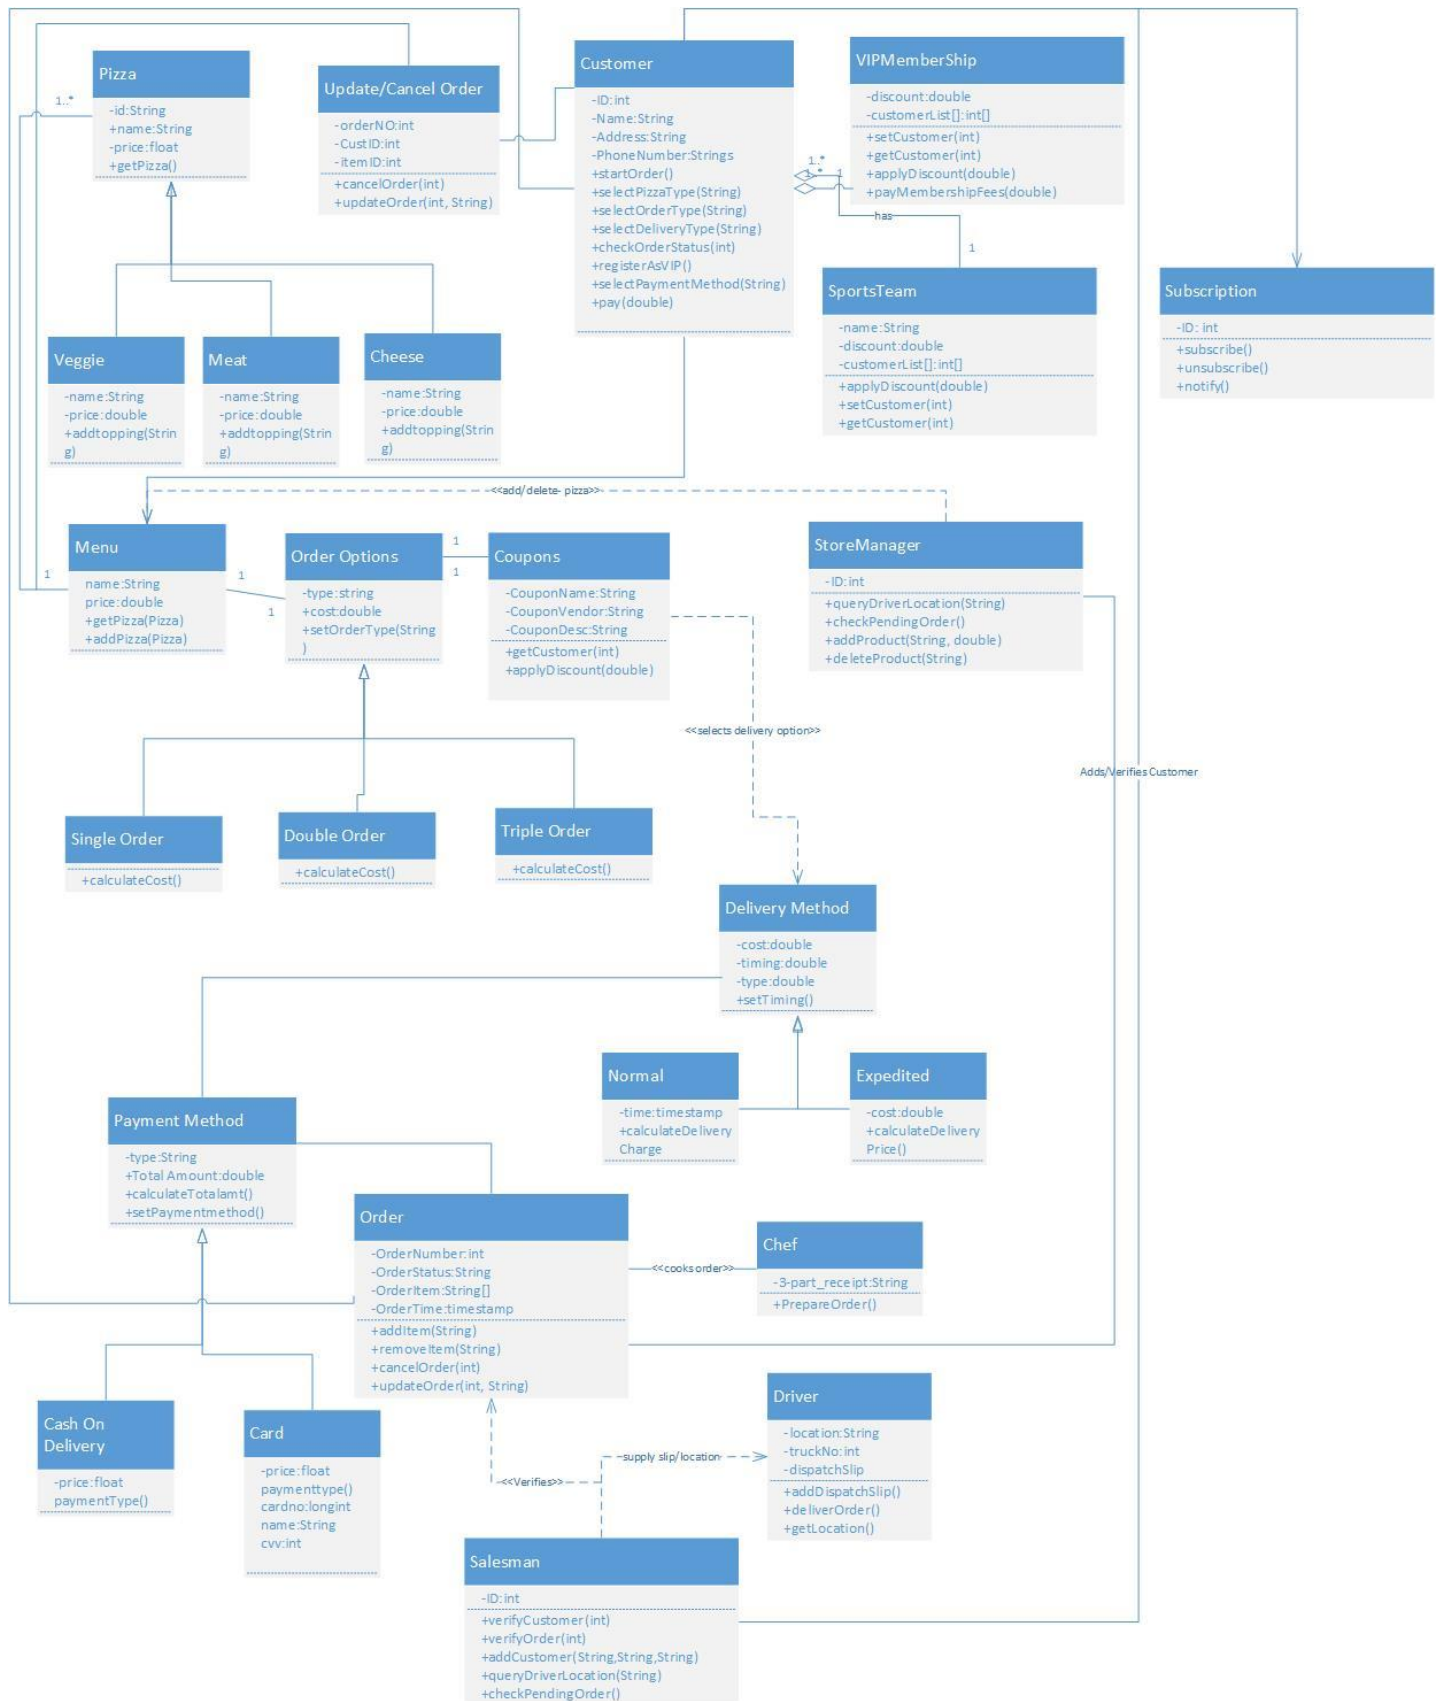 Pizza
-id:String
+name:String
-price:float
+getPizza()
1..*
Update/Cancel Order
-orderNO:int
-CustID:int
-itemID:int
+cancelOrder(int)
+updateOrder(int, String)
Customer
-ID:int
-Name:String
-Address:String
-PhoneNumber:Strings
+startOrder()
+selectPizzaType(String)
+selectOrderType(String)
+selectDeliveryType(String)
+checkOrderStatus(int)
+registerAsVIP()
+selectPaymentMethod(String)
+pay(double)
VIPMemberShip
-discount:double
-customerList[]:int[]
+setCustomer(int)
+getCustomer(int)
+applyDiscount(double)
+payMembershipFees(double)
1..*
1..*
1
has
1
SportsTeam
-name:String
-discount:double
-customerList[]:int[]
+applyDiscount(double)
+setCustomer(int)
+getCustomer(int)
Subscription
-ID: int
+subscribe()
+unsubscribe()
+notify()
Veggie
-name:String
-price:double
+addtopping(Strin
g)
Meat
-name:String
-price:double
+addtopping(Strin
g)
Cheese
-name:String
-price:double
+addtopping(Strin
g)
<<add/delete- pizza>>
Menu
name:String
price:double
+getPizza(Pizza)
+addPizza(Pizza)
1
1
1
Order Options
-type:string
+cost:double
+setOrderType(String
)
1
1
Coupons
-CouponName:String
-CouponVendor:String
-CouponDesc:String
+getCustomer(int)
+applyDiscount(double)
StoreManager
-ID:int
+queryDriverLocation(String)
+checkPendingOrder()
+addProduct(String, double)
+deleteProduct(String)
<<selects delivery option>>
Adds/Verifies Customer
Single Order
+calculateCost()
Double Order
+calculateCost()
Triple Order
+calculateCost()
Delivery Method
-cost:double
-timing:double
-type:double
+setTiming()
Normal
-time:timestamp
+calculateDelivery
Charge
Expedited
-cost:double
+calculateDelivery
Price()
Payment Method
-type:String
+Total Amount:double
+calculateTotalamt()
+setPaymentmethod()
Order
-OrderNumber:int
-OrderStatus:String
-OrderItem:String[]
-OrderTime:timestamp
+addItem(String)
+removeItem(String)
+cancelOrder(int)
+updateOrder(int, String)
<<cooks order>>
Chef
-3-part_receipt:String
+PrepareOrder()
Cash On
Delivery
-price:float
paymentType()
Card
-price:float
paymenttype()
cardno:longint
name:String
cvv:int
<<Verifies>>
supply slip/location
Driver
-location:String
-truckNo:int
-dispatchSlip
+addDispatchSlip()
+deliverOrder()
+getLocation()
Salesman
-ID:int
+verifyCustomer(int)
+verifyOrder(int)
+addCustomer(String,String,String)
+queryDriverLocation(String)
+checkPendingOrder()